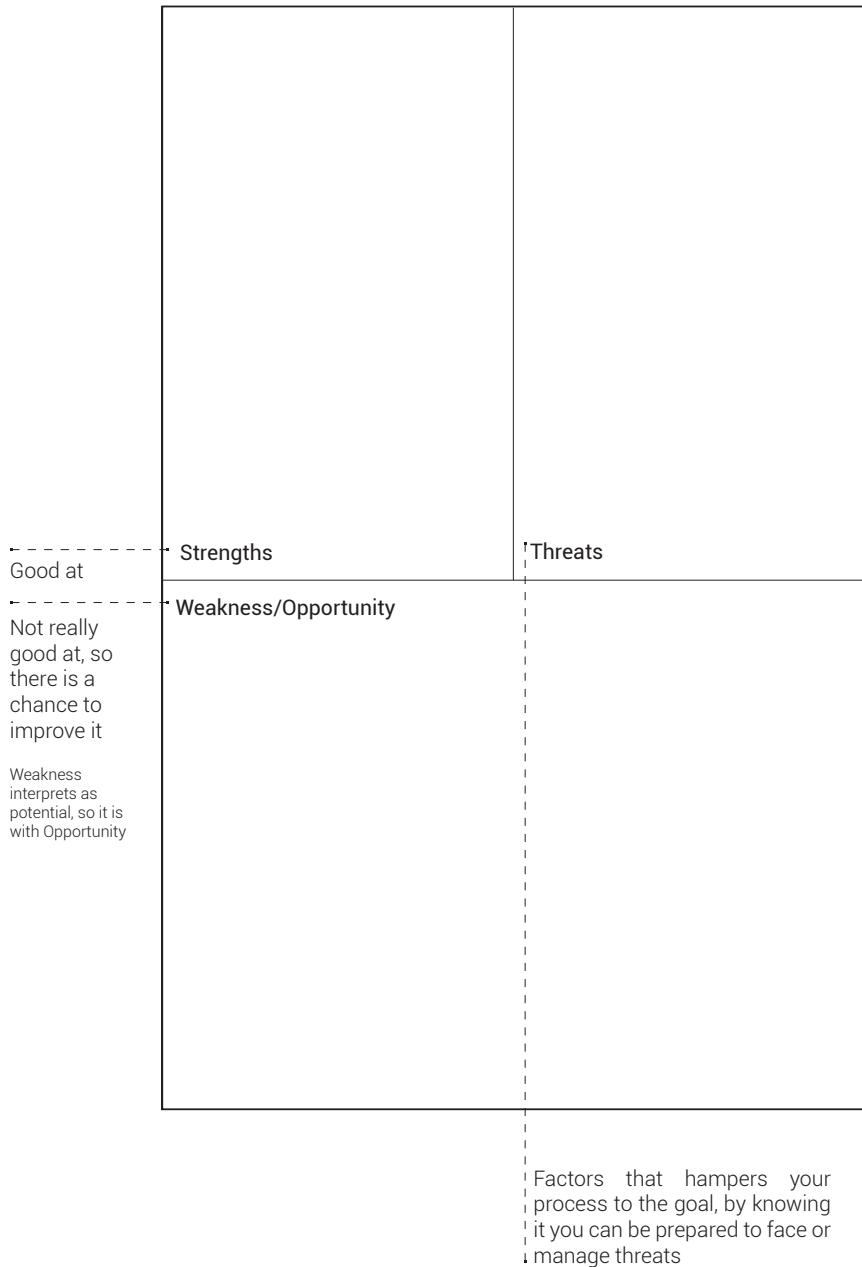 Strengths
Threats
Good at
Weakness/Opportunity
Not really
good at, so
there is a
chance to
improve it
Weakness
interprets as
potential, so it is
with Opportunity
Factors that hampers your
process to the goal, by knowing
it you can be prepared to face or
manage threats